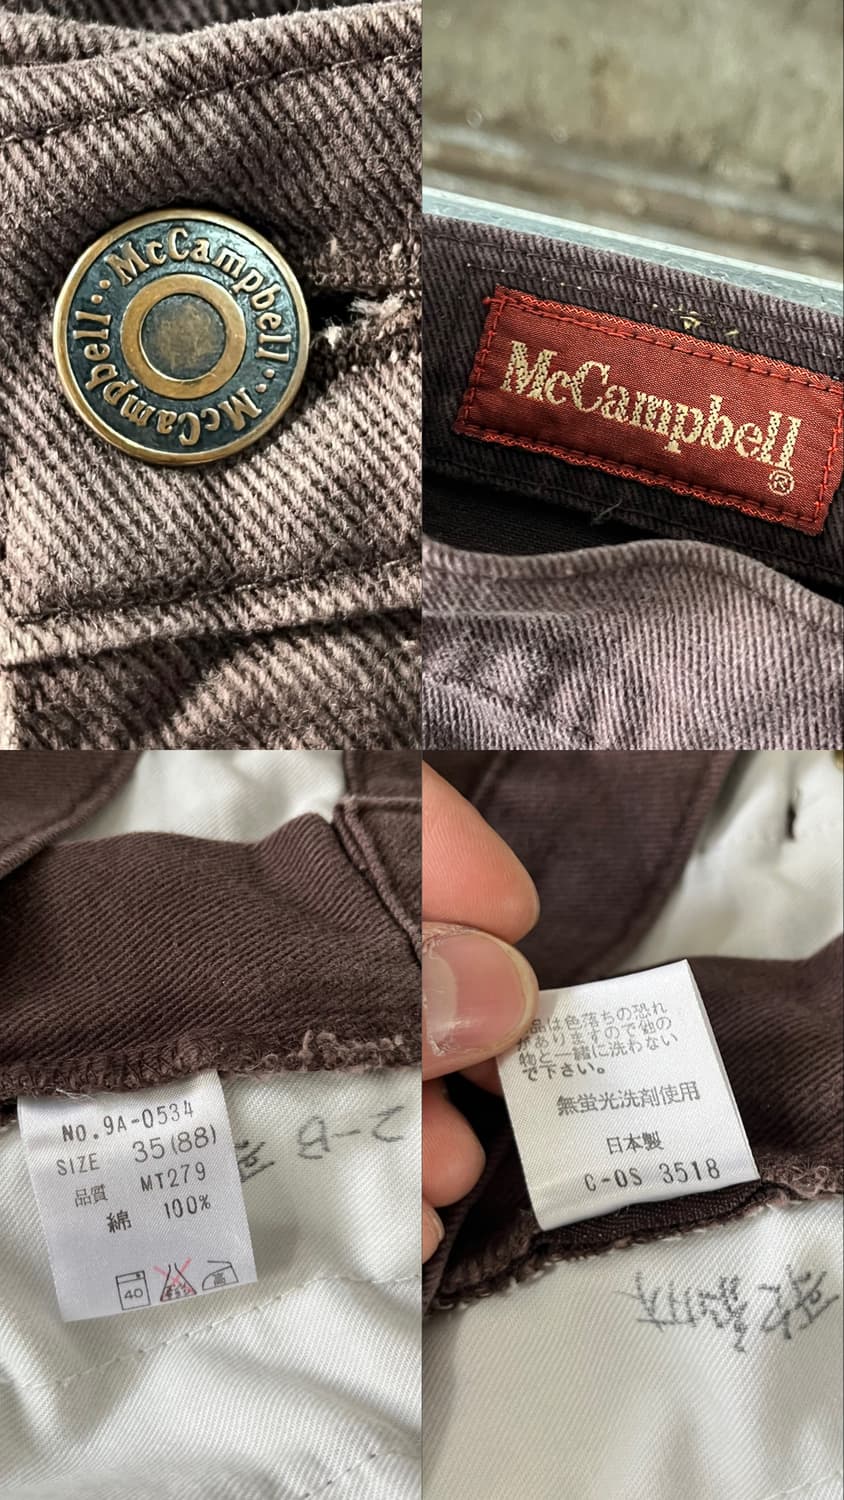 McCampbell·· McCampbell··
McCampbell
®
NO.9A-0534
SIZE 35(88)
品質 MT279
綿 100%
40
高
2-B
品は色落ちの恐れ
がありますので他の
物と一緒に洗わない
で下さい。
無蛍光洗剤使用
日本製
C-OS 3518